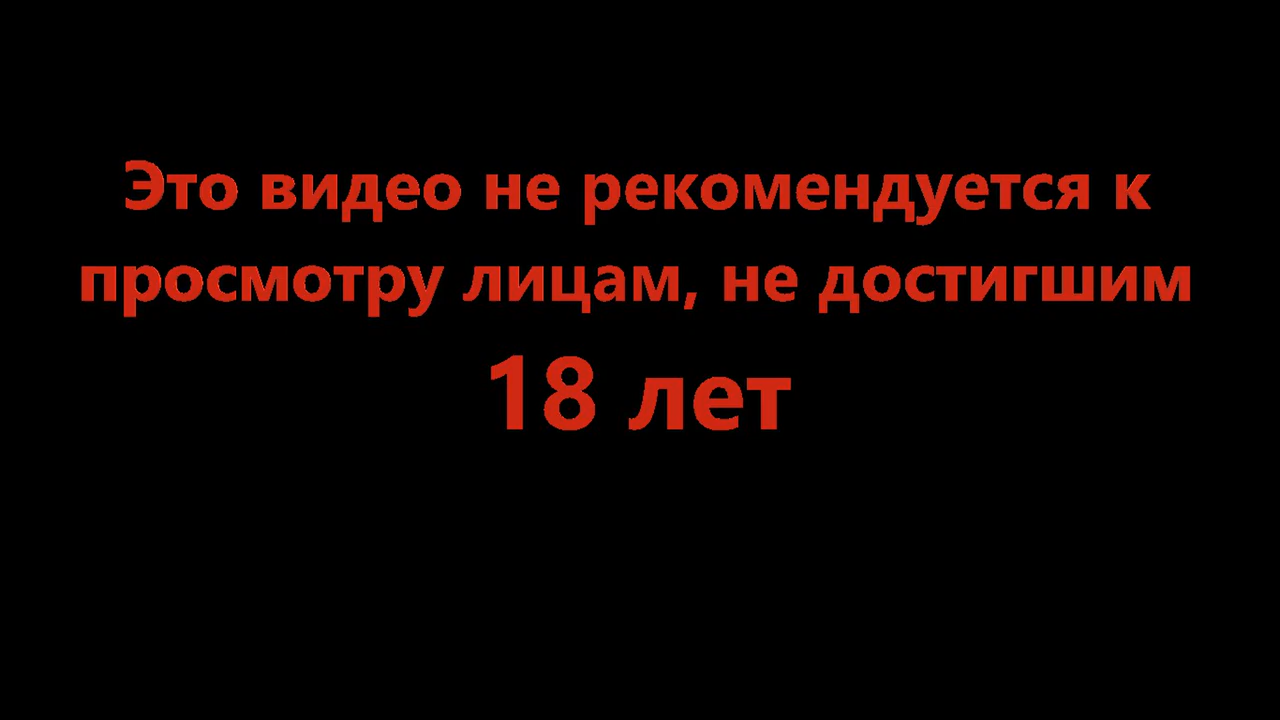 Это видео не рекомендуется к
просмотру лицам, не достигшим
18 лет